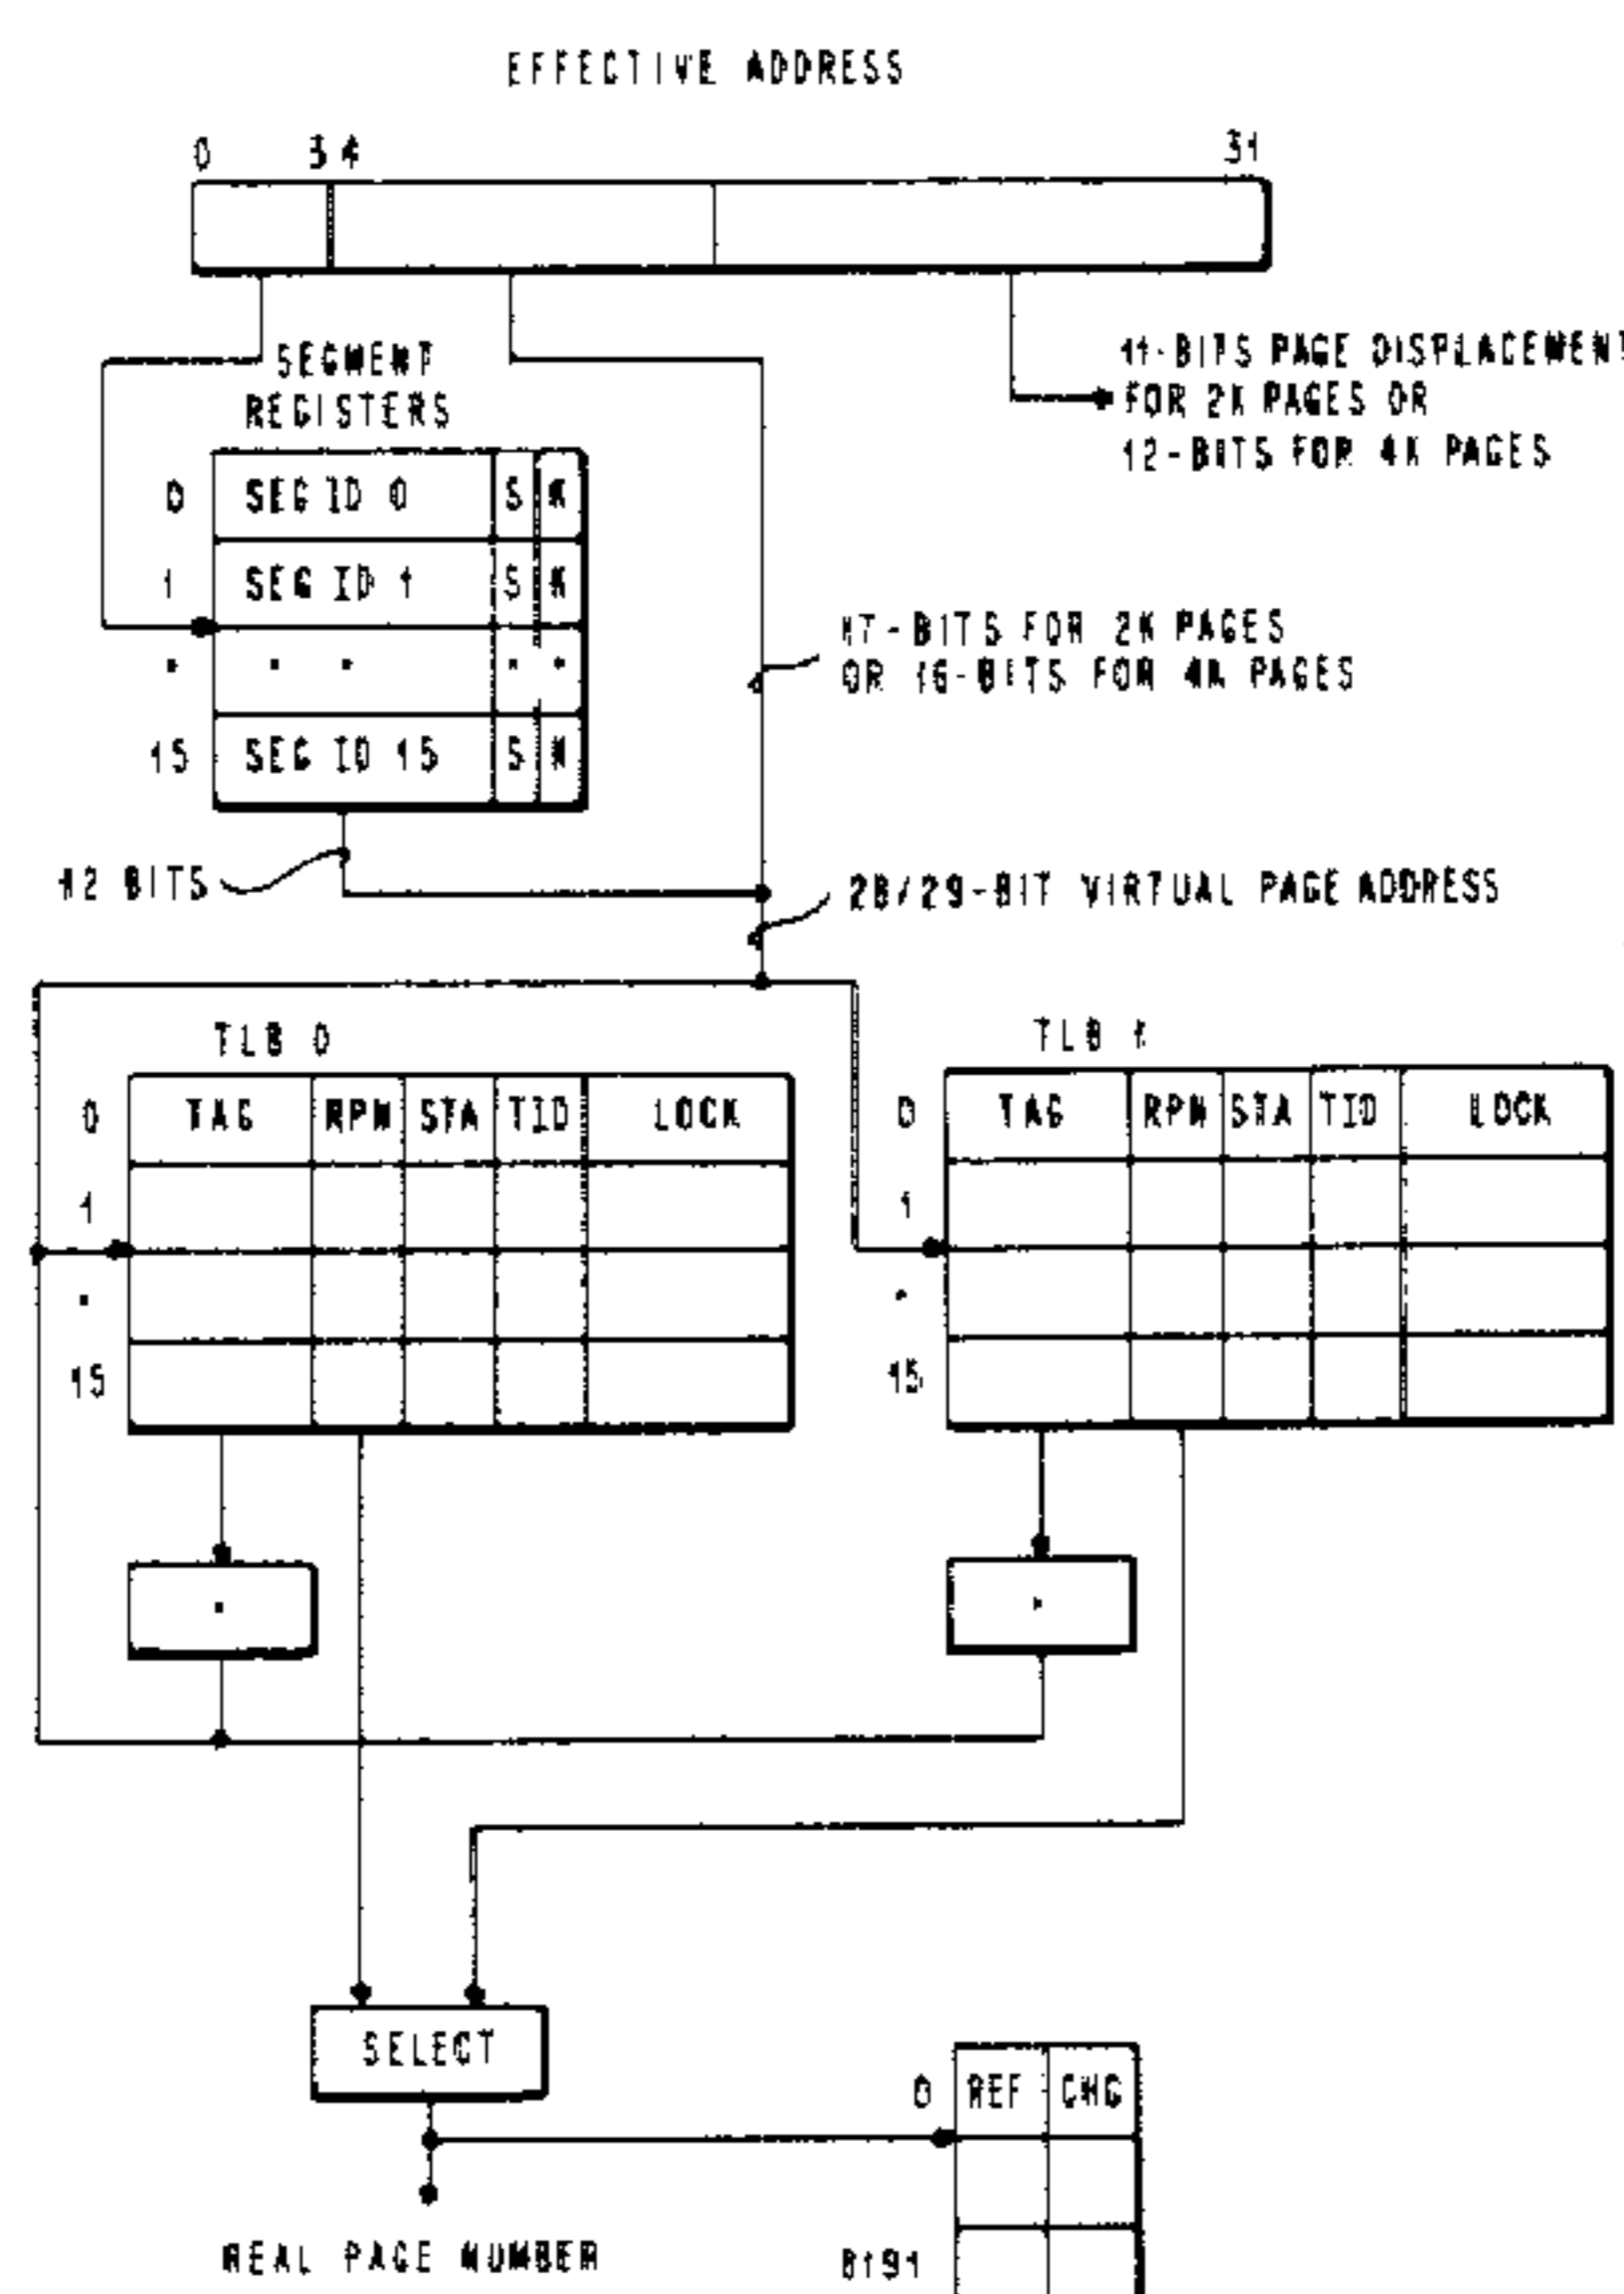 EFFECTIVE ADDRESS
0 3 4 31
SEGMENT
REGISTERS
11-BITS PAGE DISPLACEMENT
FOR 2K PAGES OR
12-BITS FOR 4K PAGES
0 SEG ID 0 S K
1 SEG ID 1 S K
15 SEG ID 15 S K
17-BITS FOR 2K PAGES
OR 16-BITS FOR 4K PAGES
12 BITS
28/29-BIT VIRTUAL PAGE ADDRESS
TLB 0
TLB 1
0 TAG RPN STA TID LOCK
1
15
0 TAG RPN STA TID LOCK
1
15
SELECT
0 REF CHG
8191
REAL PAGE NUMBER